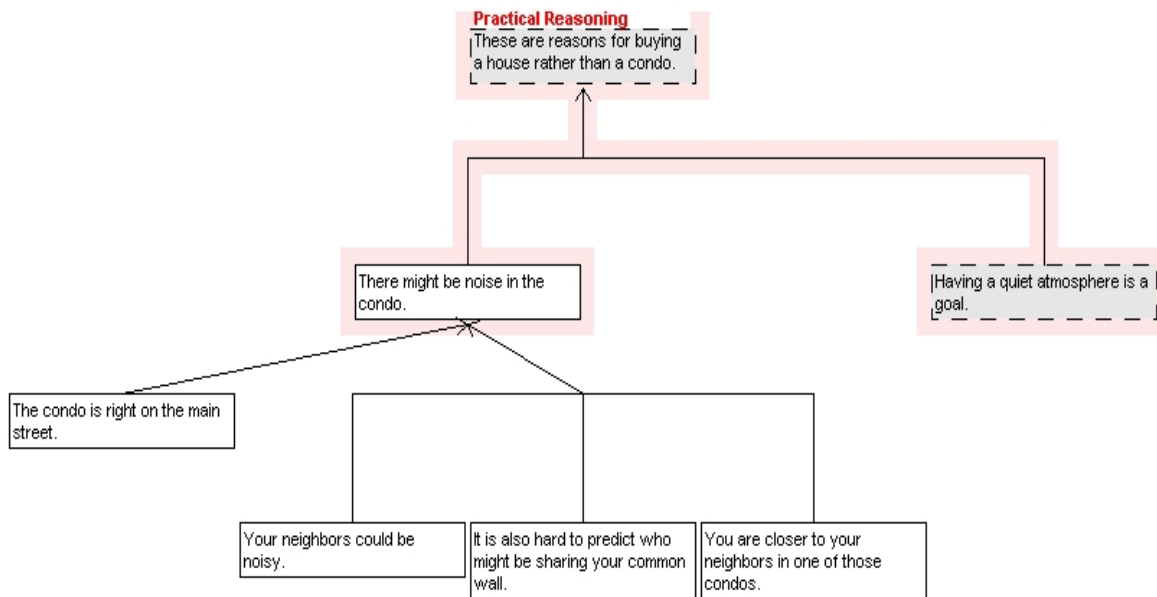 Practical Reasoning
These are reasons for buying
a house rather than a condo.
There might be noise in the
condo.
Having a quiet atmosphere is a
goal.
The condo is right on the main
street.
Your neighbors could be
noisy.
It is also hard to predict who
might be sharing your common
wall.
You are closer to your
neighbors in one of those
condos.